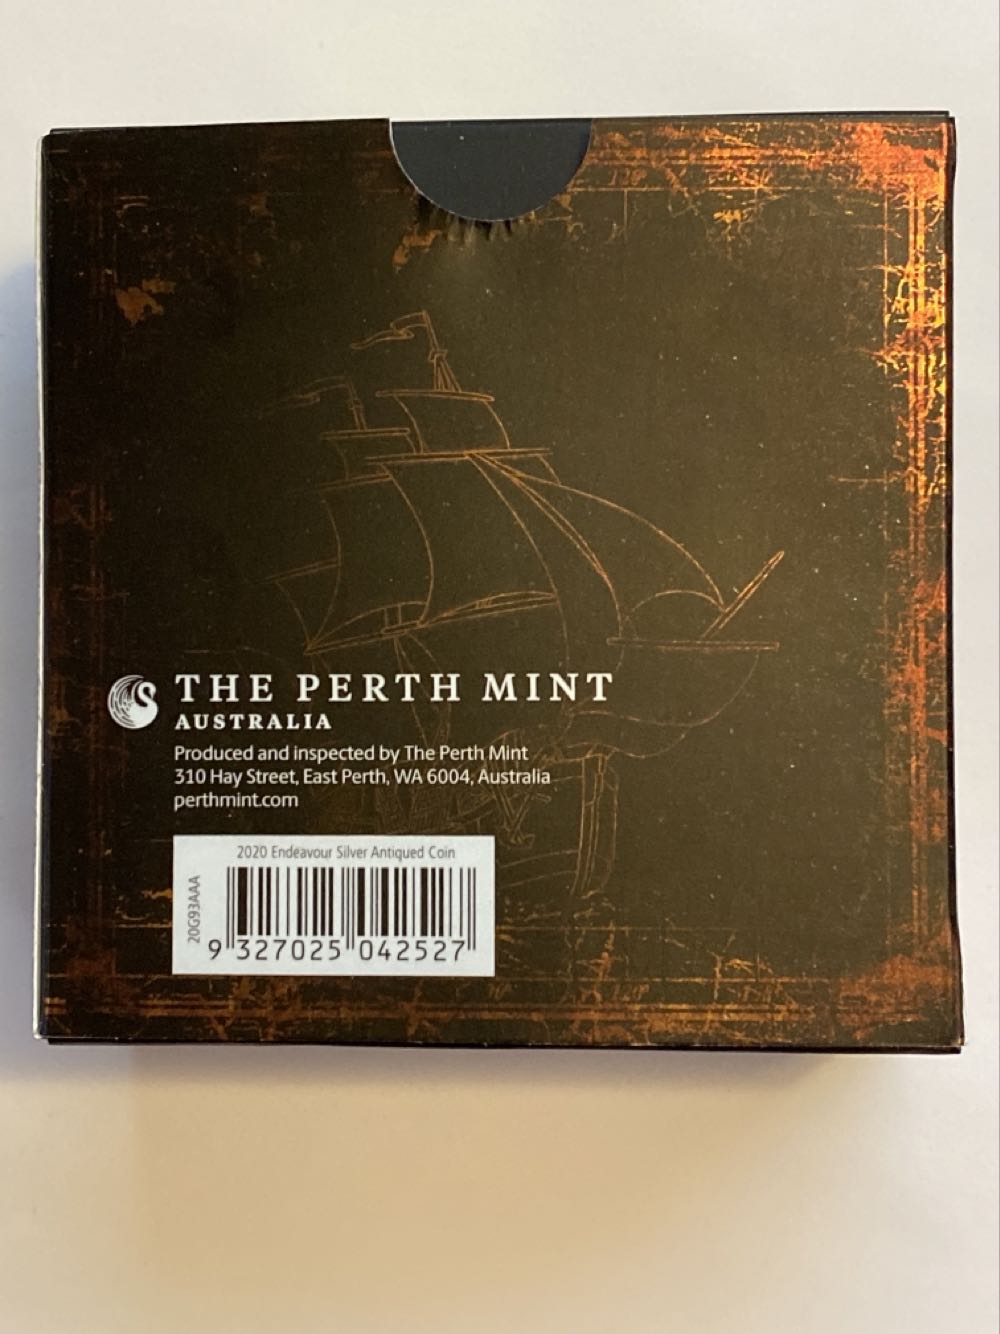 THE PERTH MINT
AUSTRALIA
Produced and inspected by The Perth Mint
310 Hay Street, East Perth, WA 6004, Australia
perthmint.com
2020 Endeavour Silver Antiqued Coin
20G93AAA
9 327025 042527